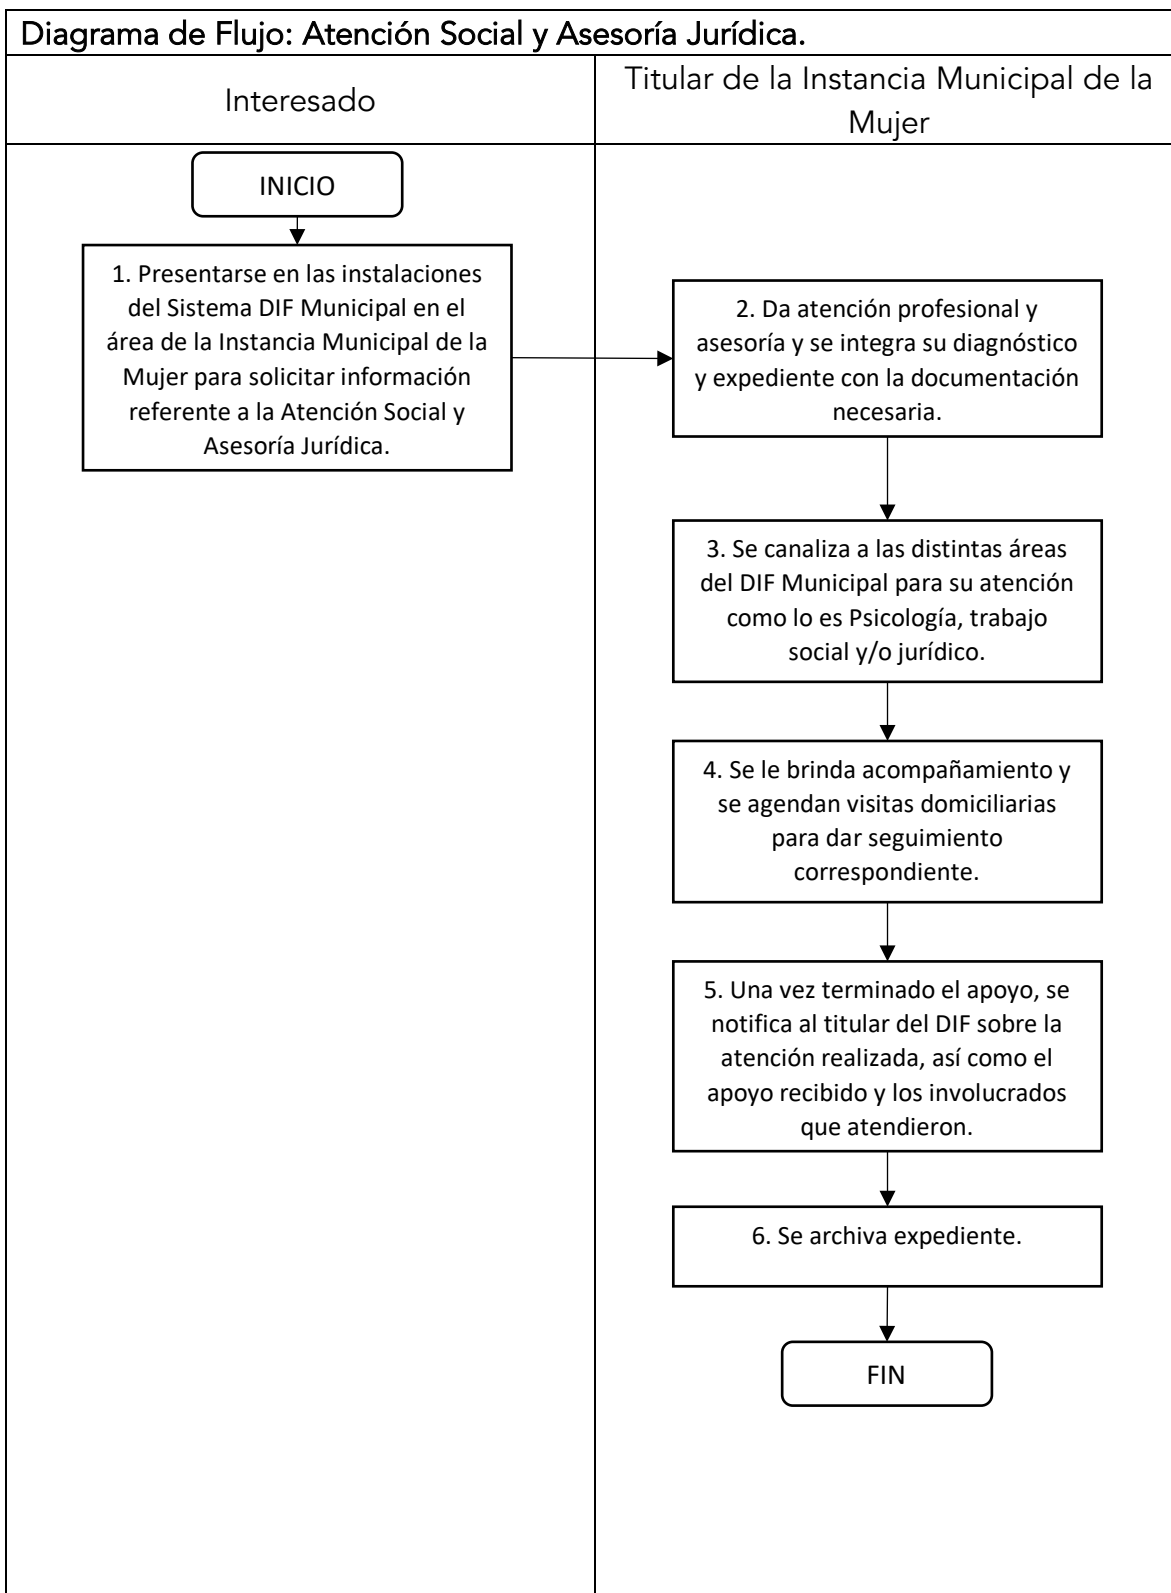 Diagrama de Flujo: Atención Social y Asesoría Jurídica.
Interesado
Titular de la Instancia Municipal de la
Mujer
INICIO
1. Presentarse en las instalaciones
del Sistema DIF Municipal en el
área de la Instancia Municipal de la
Mujer para solicitar información
referente a la Atención Social y
Asesoría Jurídica.
2. Da atención profesional y
asesoría y se integra su diagnóstico
y expediente con la documentación
necesaria.
3. Se canaliza a las distintas áreas
del DIF Municipal para su atención
como lo es Psicología, trabajo
social y/o jurídico.
4. Se le brinda acompañamiento y
se agendan visitas domiciliarias
para dar seguimiento
correspondiente.
5. Una vez terminado el apoyo, se
notifica al titular del DIF sobre la
atención realizada, así como el
apoyo recibido y los involucrados
que atendieron.
6. Se archiva expediente.
FIN